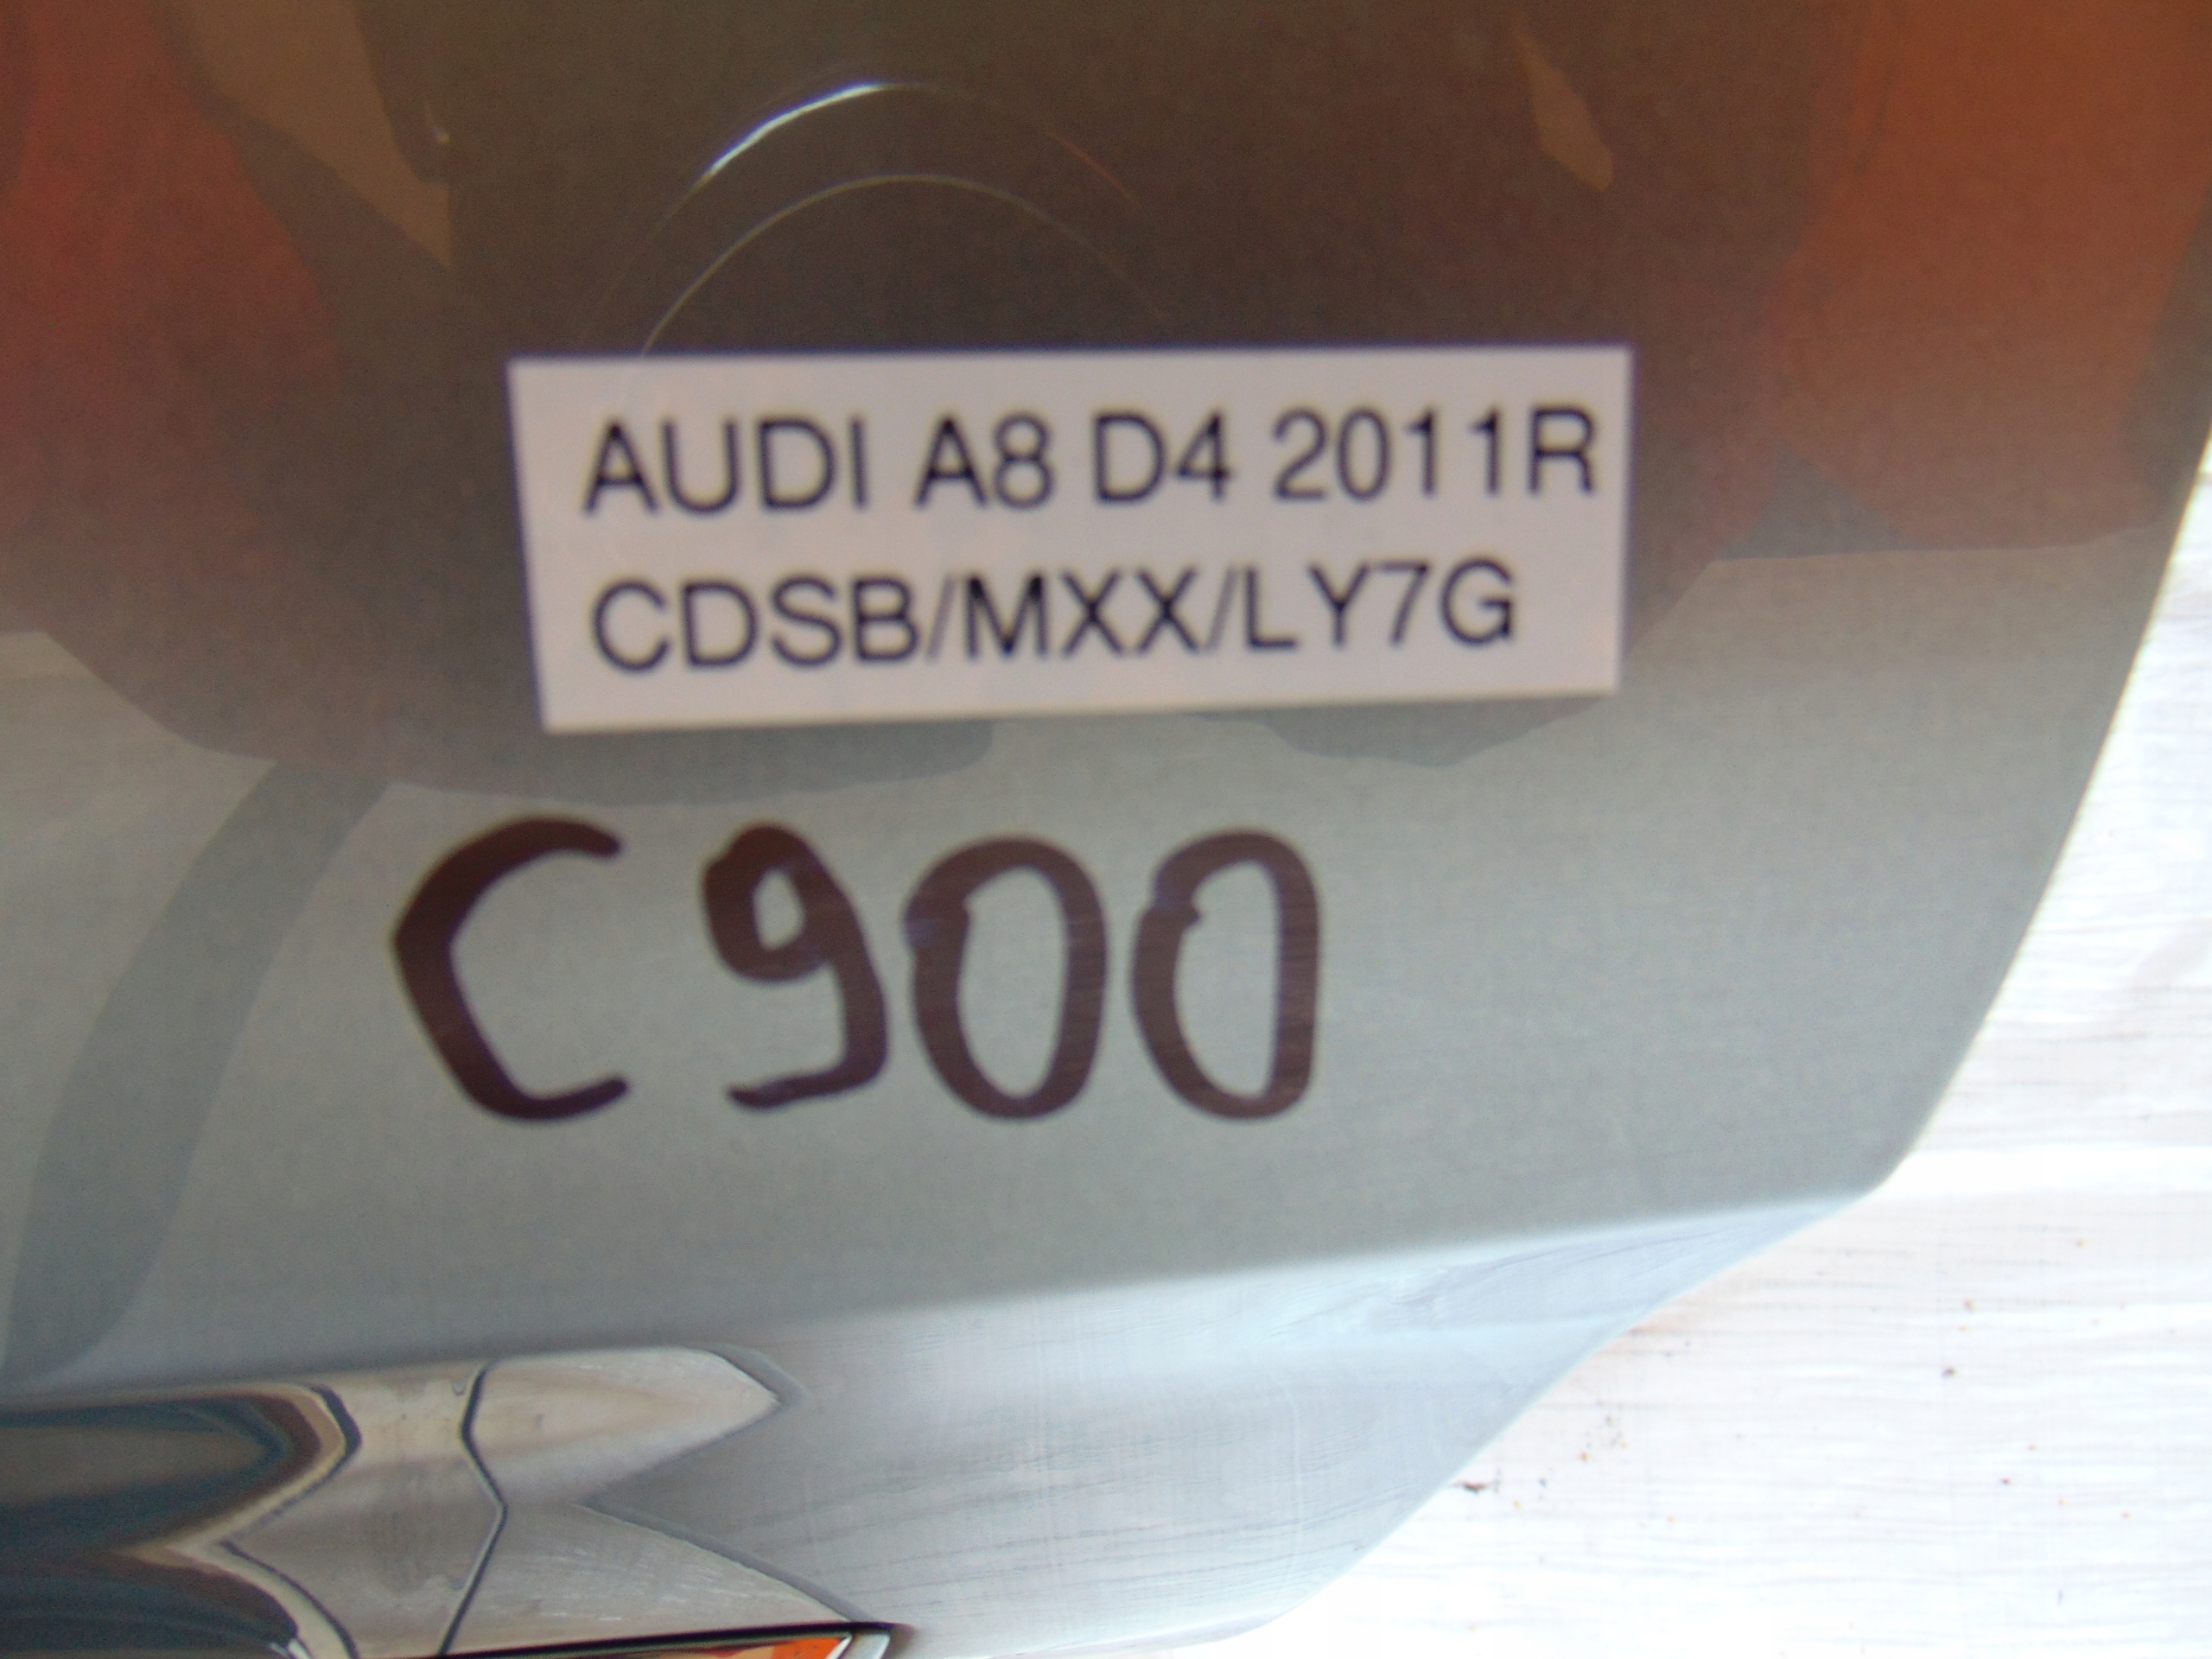 AUDI A8 D4 2011R
CDSB/MXX/LY7G
C900